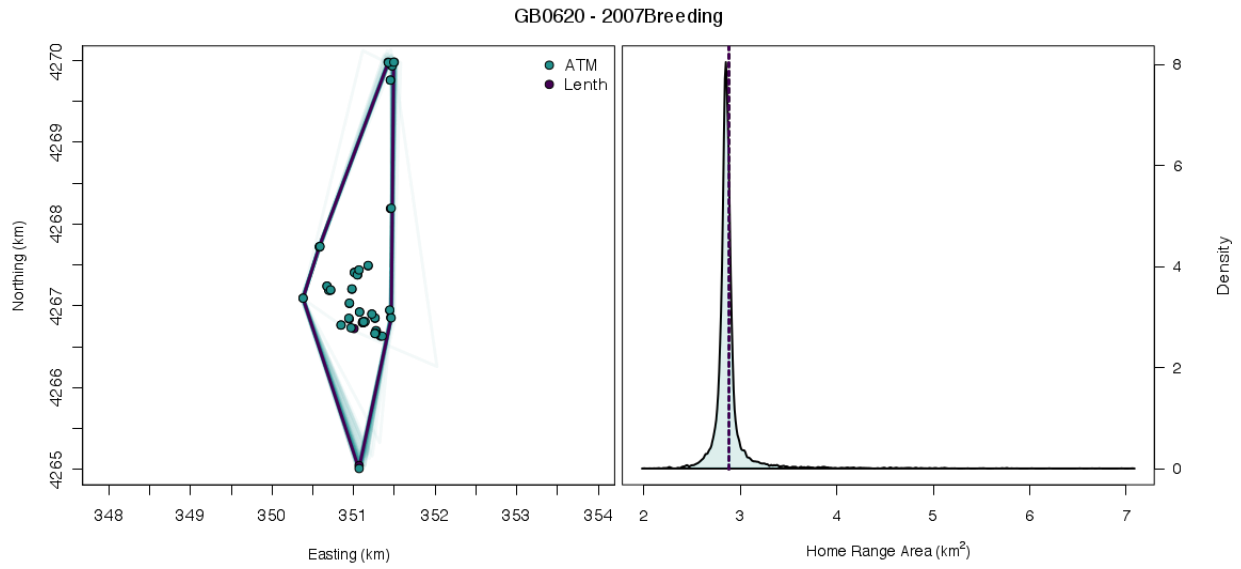 GB0620 - 2007Breeding
ATM
Lenth
4270
4269
4268
4267
4266
4265
Northing (km)
348 349 350 351 352 353 354
Easting (km)
8
6
4
2
0
Density
2 3 4 5 6 7
Home Range Area (km²)